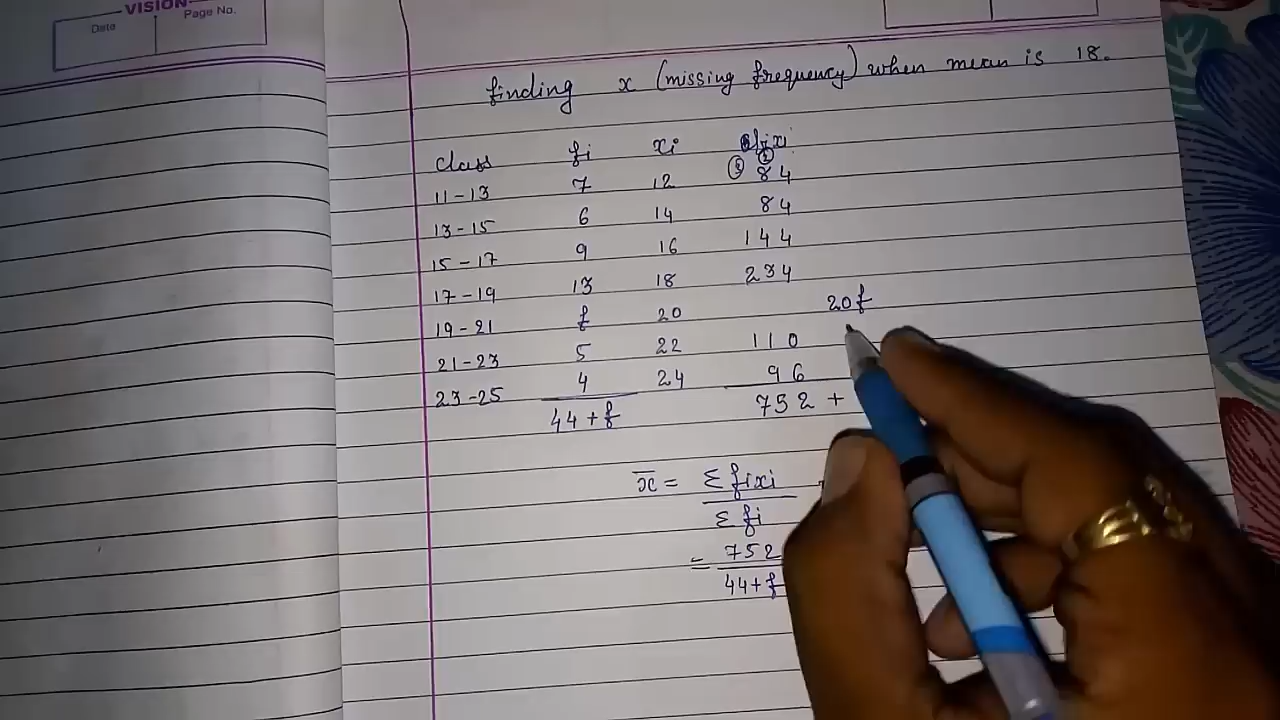 VISION
Date
Page No.
finding x (missing frequency) when mean is 18.
class fi xi fixi
11-13 7 12 84
13-15 6 14 84
15-17 9 16 144
17-19 13 18 234
19-21 f 20 20f
21-23 5 22 110
23-25 4 24 96
44+f 752 +
x̄ = Σ fixi
Σ fi
= 752
44+f